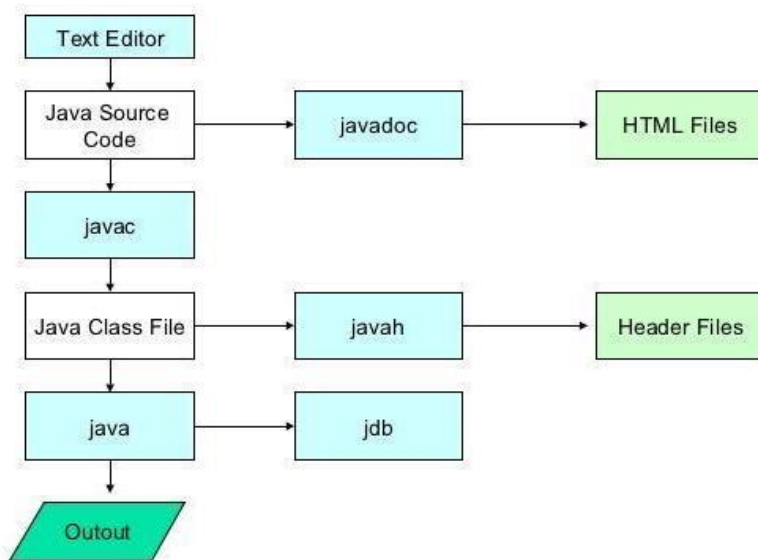 Text Editor
Java Source
Code
javadoc
HTML Files
javac
Java Class File
javah
Header Files
java
jdb
Outout